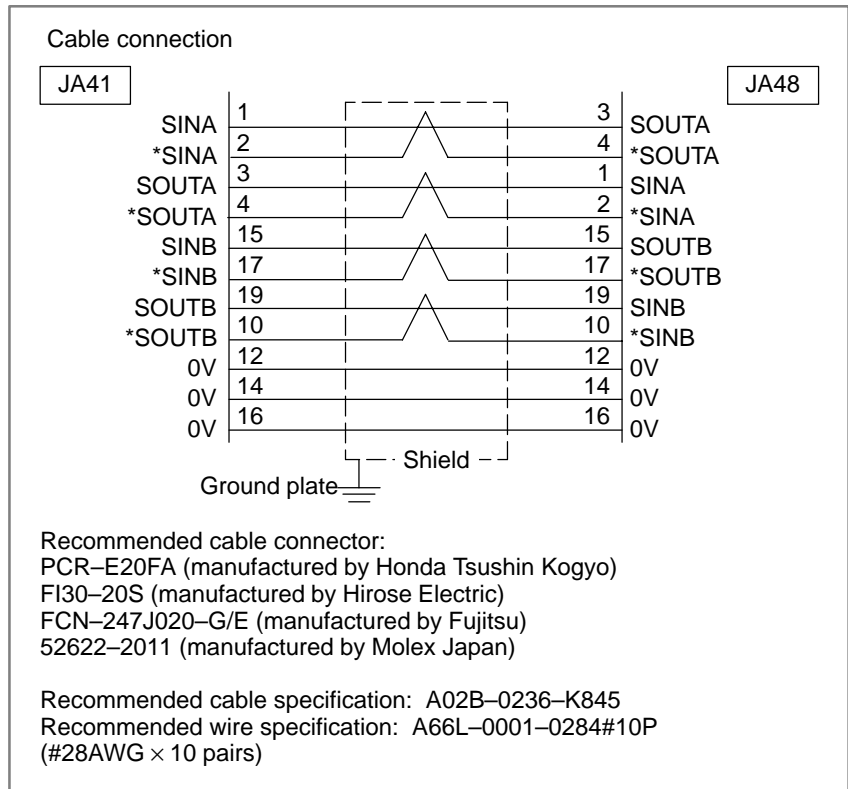 Cable connection
JA41 JA48
SINA 1 3 SOUTA
*SINA 2 4 *SOUTA
SOUTA 3 1 SINA
*SOUTA 4 2 *SINA
SINB 15 15 SOUTB
*SINB 17 17 *SOUTB
SOUTB 19 19 SINB
*SOUTB 10 10 *SINB
0V 12 12 0V
0V 14 14 0V
0V 16 16 0V
Shield
Ground plate
Recommended cable connector:
PCR–E20FA (manufactured by Honda Tsushin Kogyo)
FI30–20S (manufactured by Hirose Electric)
FCN–247J020–G/E (manufactured by Fujitsu)
52622–2011 (manufactured by Molex Japan)
Recommended cable specification: A02B–0236–K845
Recommended wire specification: A66L–0001–0284#10P
(#28AWG × 10 pairs)